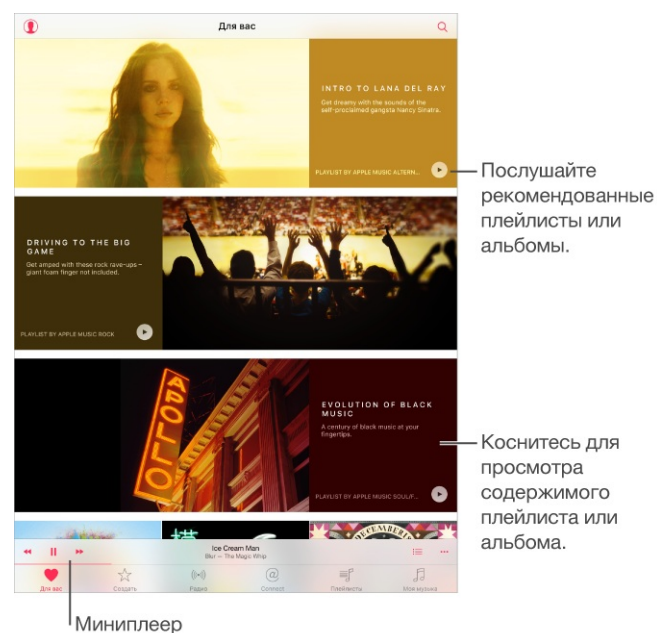 Для вас
INTRO TO LANA DEL RAY
Get dreamy with the sounds of the
self-proclaimed gangsta Nancy Sinatra.
PLAYLIST BY APPLE MUSIC ALTERN...
Послушайте
рекомендованные
плейлисты или
альбомы.
DRIVING TO THE BIG
GAME
Get amped with these rock rave-ups –
giant foam finger not included.
PLAYLIST BY APPLE MUSIC ROCK
APOLLO
EVOLUTION OF BLACK
MUSIC
A century of black music at your
fingertips.
PLAYLIST BY APPLE MUSIC SOUL/F...
Коснитесь для
просмотра
содержимого
плейлиста или
альбома.
DECEMBERISTS
Ice Cream Man
Blur — The Magic Whip
Для вас
Создать
Радио
Connect
Плейлисты
Моя музыка
Миниплеер